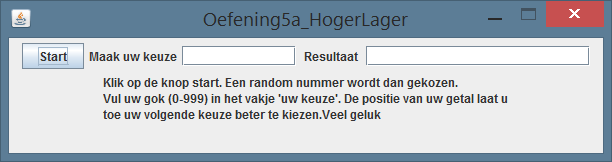 Oefening5a_HogerLager
Start Maak uw keuze Resultaat
Klik op de knop start. Een random nummer wordt dan gekozen.
Vul uw gok (0-999) in het vakje 'uw keuze'. De positie van uw getal laat u
toe uw volgende keuze beter te kiezen.Veel geluk